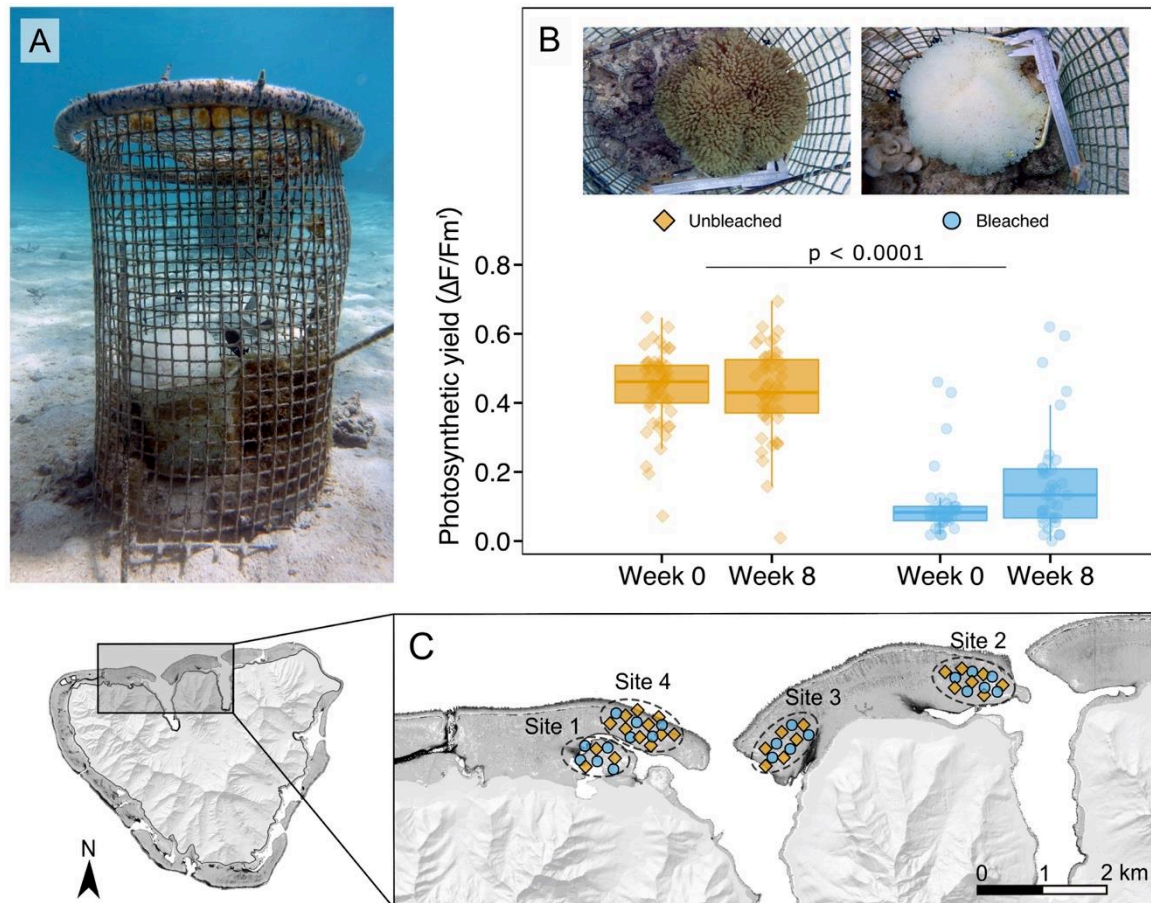 A
B
Unbleached
Bleached
p < 0.0001
Photosynthetic yield (ΔF/Fm')
0.8
0.6
0.4
0.2
0.0
Week 0
Week 8
Week 0
Week 8
N
C
Site 1
Site 4
Site 3
Site 2
0 1 2 km